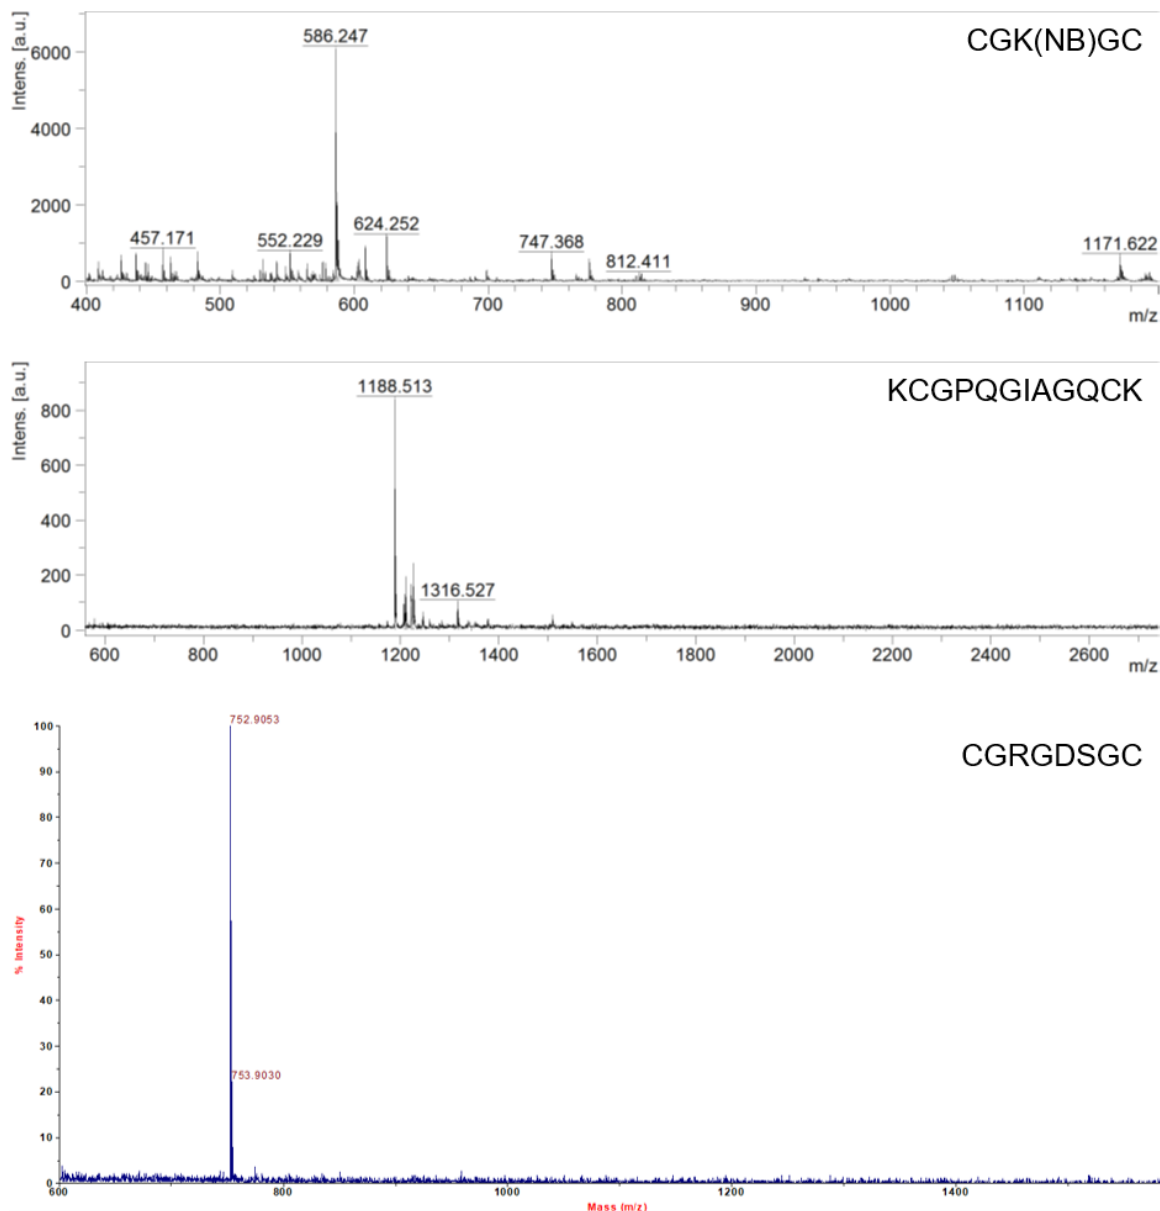 CGK(NB)GC
Intens. [a.u.]
6000
4000
2000
0
586.247
457.171
552.229
624.252
747.368
812.411
1171.622
400 500 600 700 800 900 1000 1100
m/z
KCGPQGIAGQCK
Intens. [a.u.]
800
600
400
200
0
1188.513
1316.527
600 800 1000 1200 1400 1600 1800 2000 2200 2400 2600
m/z
CGRGDSGC
752.9053
753.9030
% Intensity
100
90
80
70
60
50
40
30
20
10
0
600 800 1000 1200 1400
Mass (m/z)